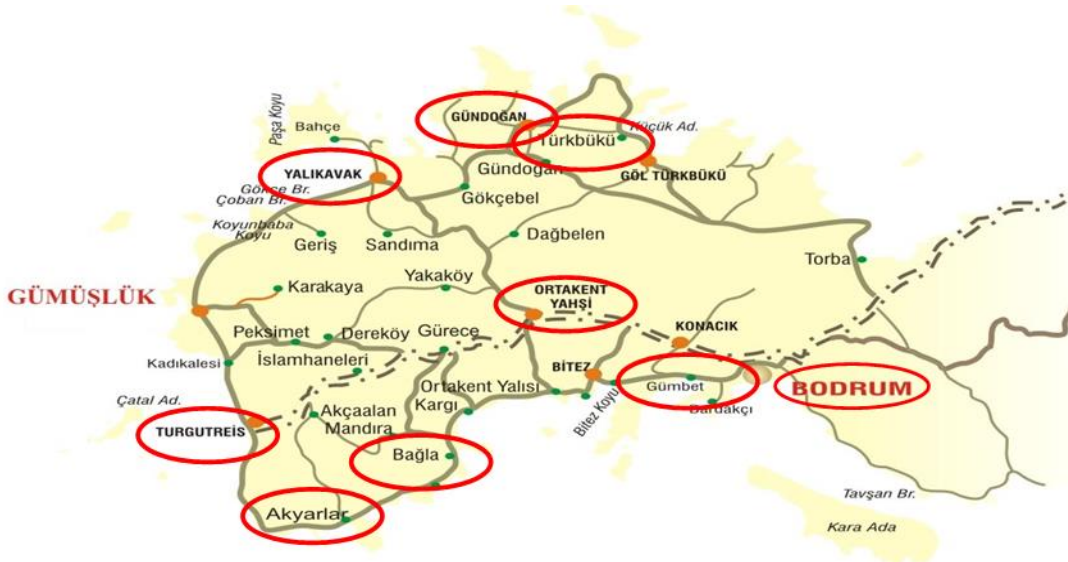 GÜNDOĞAN
Küçük Ad.
Türkbükü
Paşa Koyu
Bahçe
Gündoğan
GÖL TÜRKBÜKÜ
YALIKAVAK
Gökçe Br.
Çoban Br.
Gökçebel
Koyunbaba
Koyu
Geriş
Sandıma
Dağbelen
Torba
Yakaköy
Karakaya
ORTAKENT
YAHŞİ
GÜMÜŞLÜK
Peksimet
Dereköy
Gürece
KONACIK
Kadıkalesi
İslamhaneleri
BİTEZ
Gümbet
BODRUM
Ortakent Yalısı
Kargı
Bitez Koyu
Bardakçı
Çatal Ad.
Akçaalan
Mandıra
TURGUTREİS
Bağla
Akyarlar
Tavşan Br.
Kara Ada